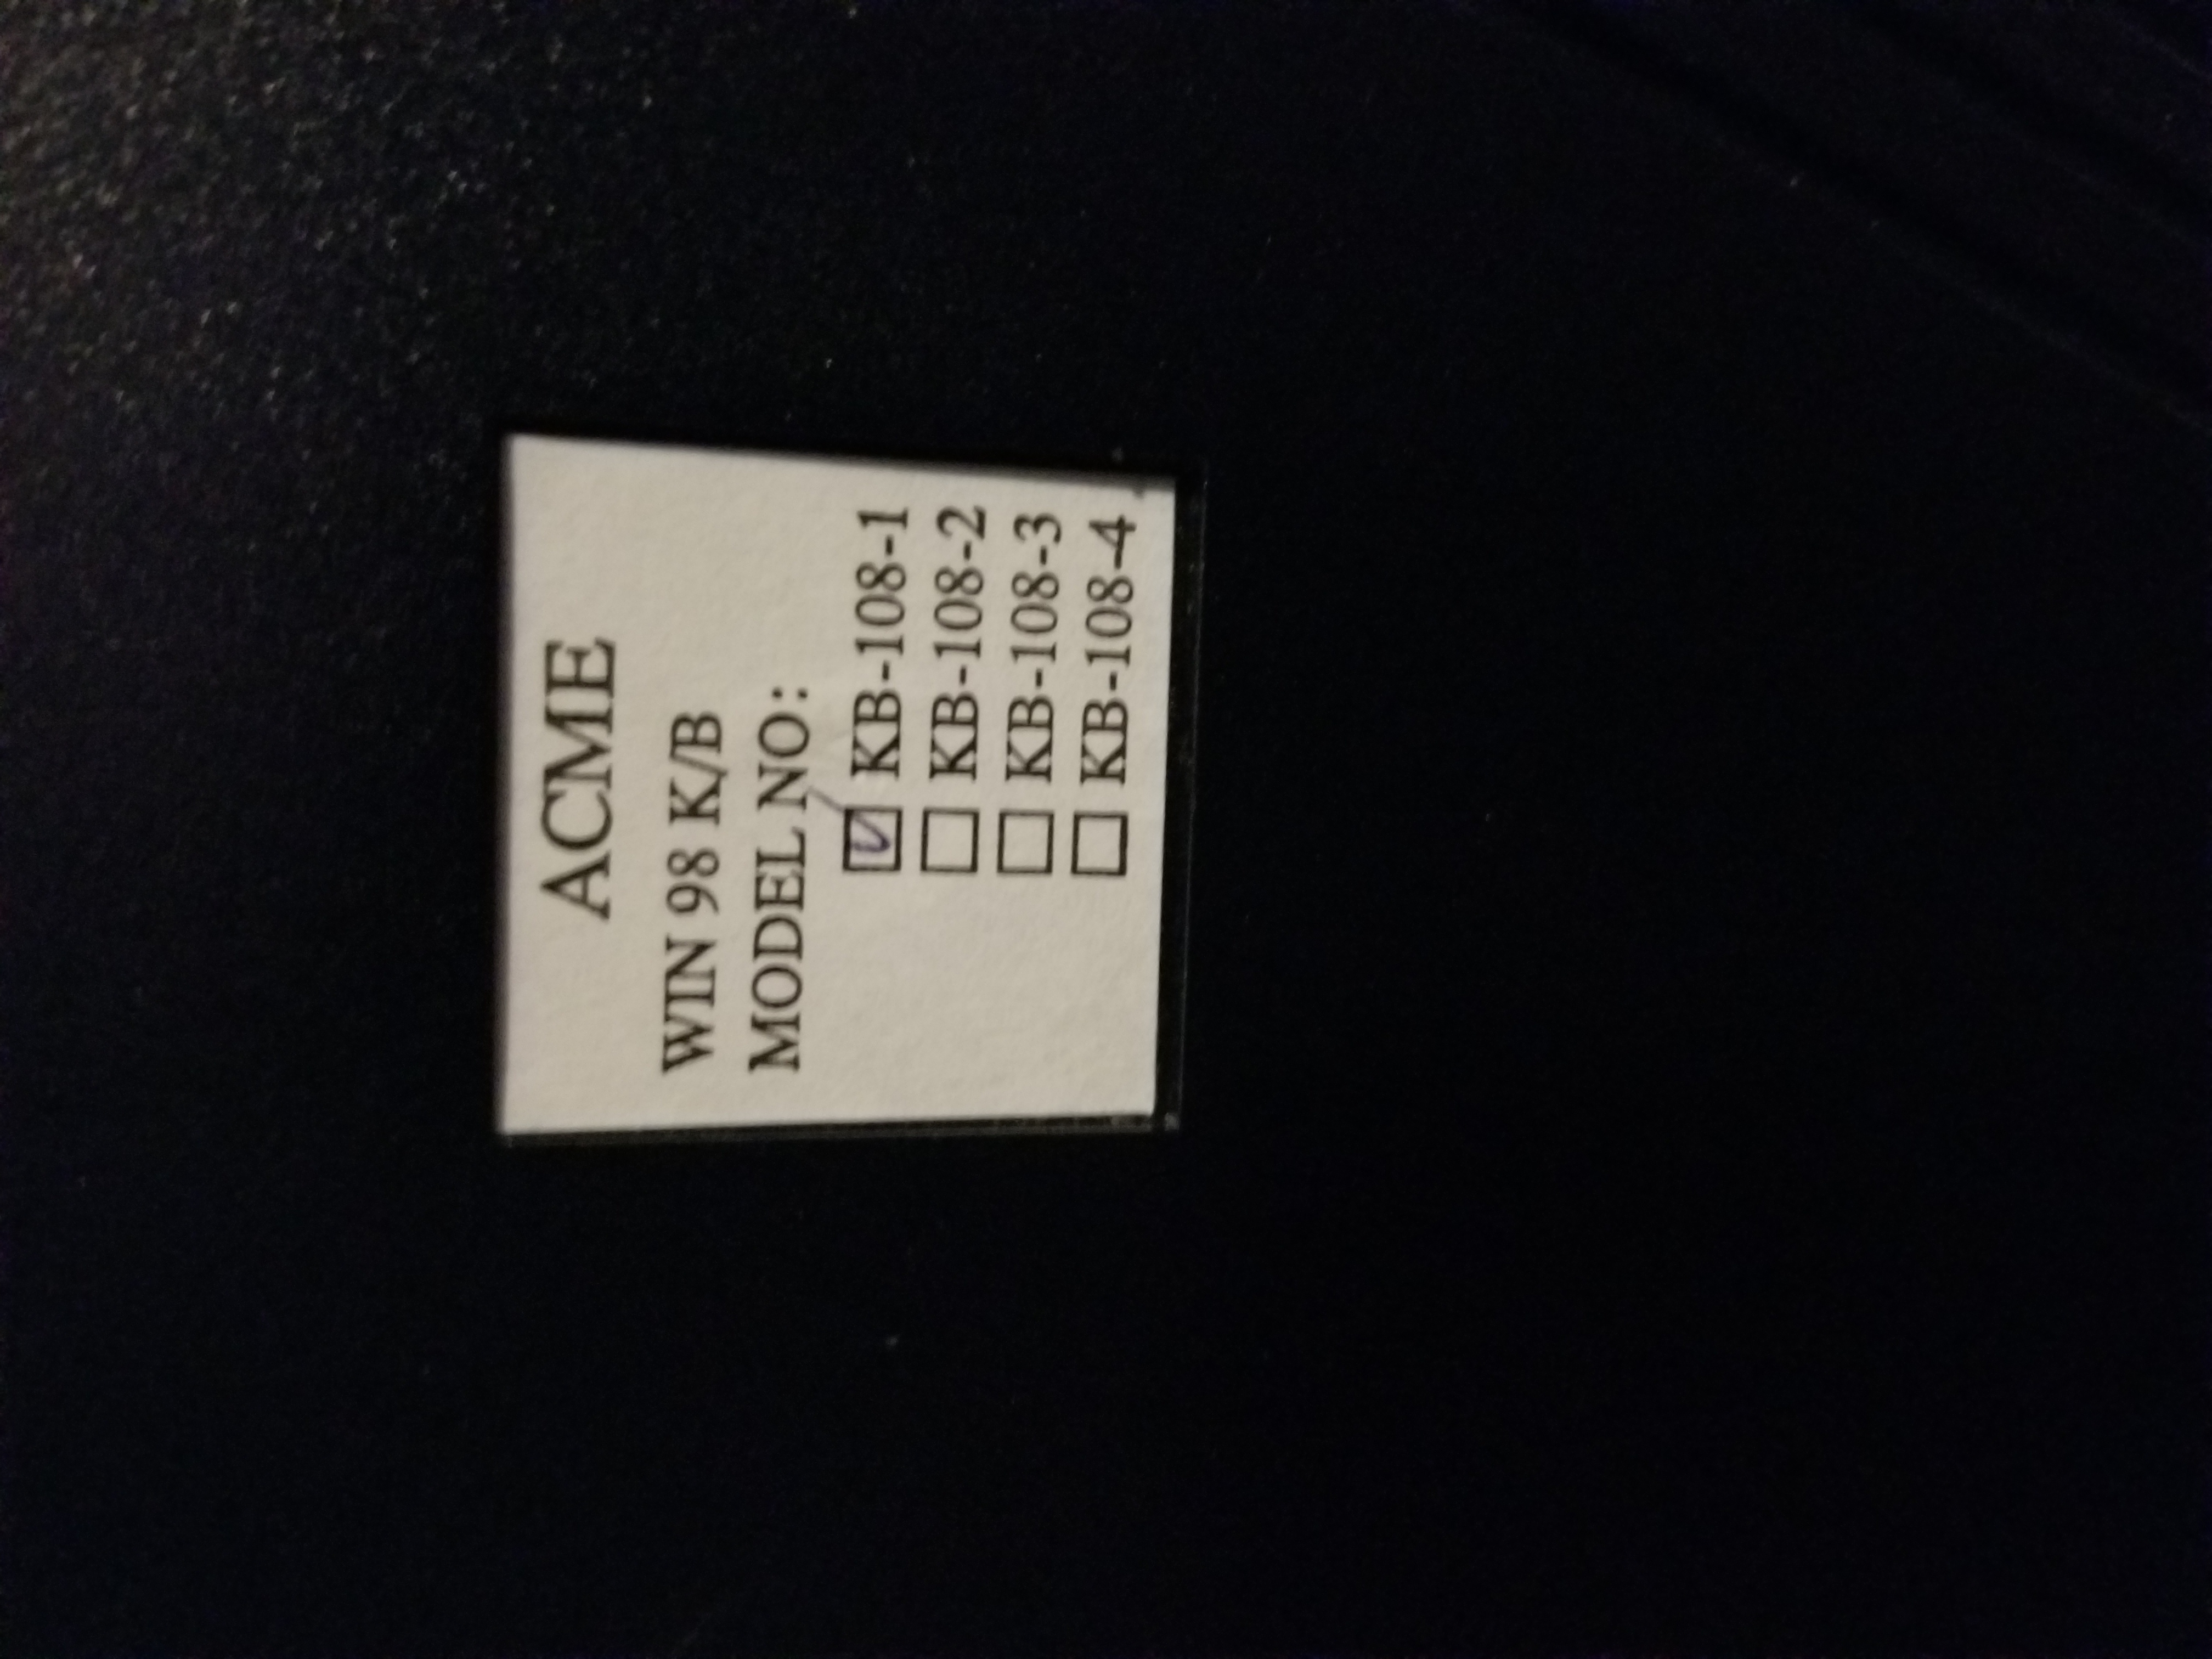 ACME
WIN 98 K/B
MODEL NO:
☑ KB-108-1
☐ KB-108-2
☐ KB-108-3
☐ KB-108-4